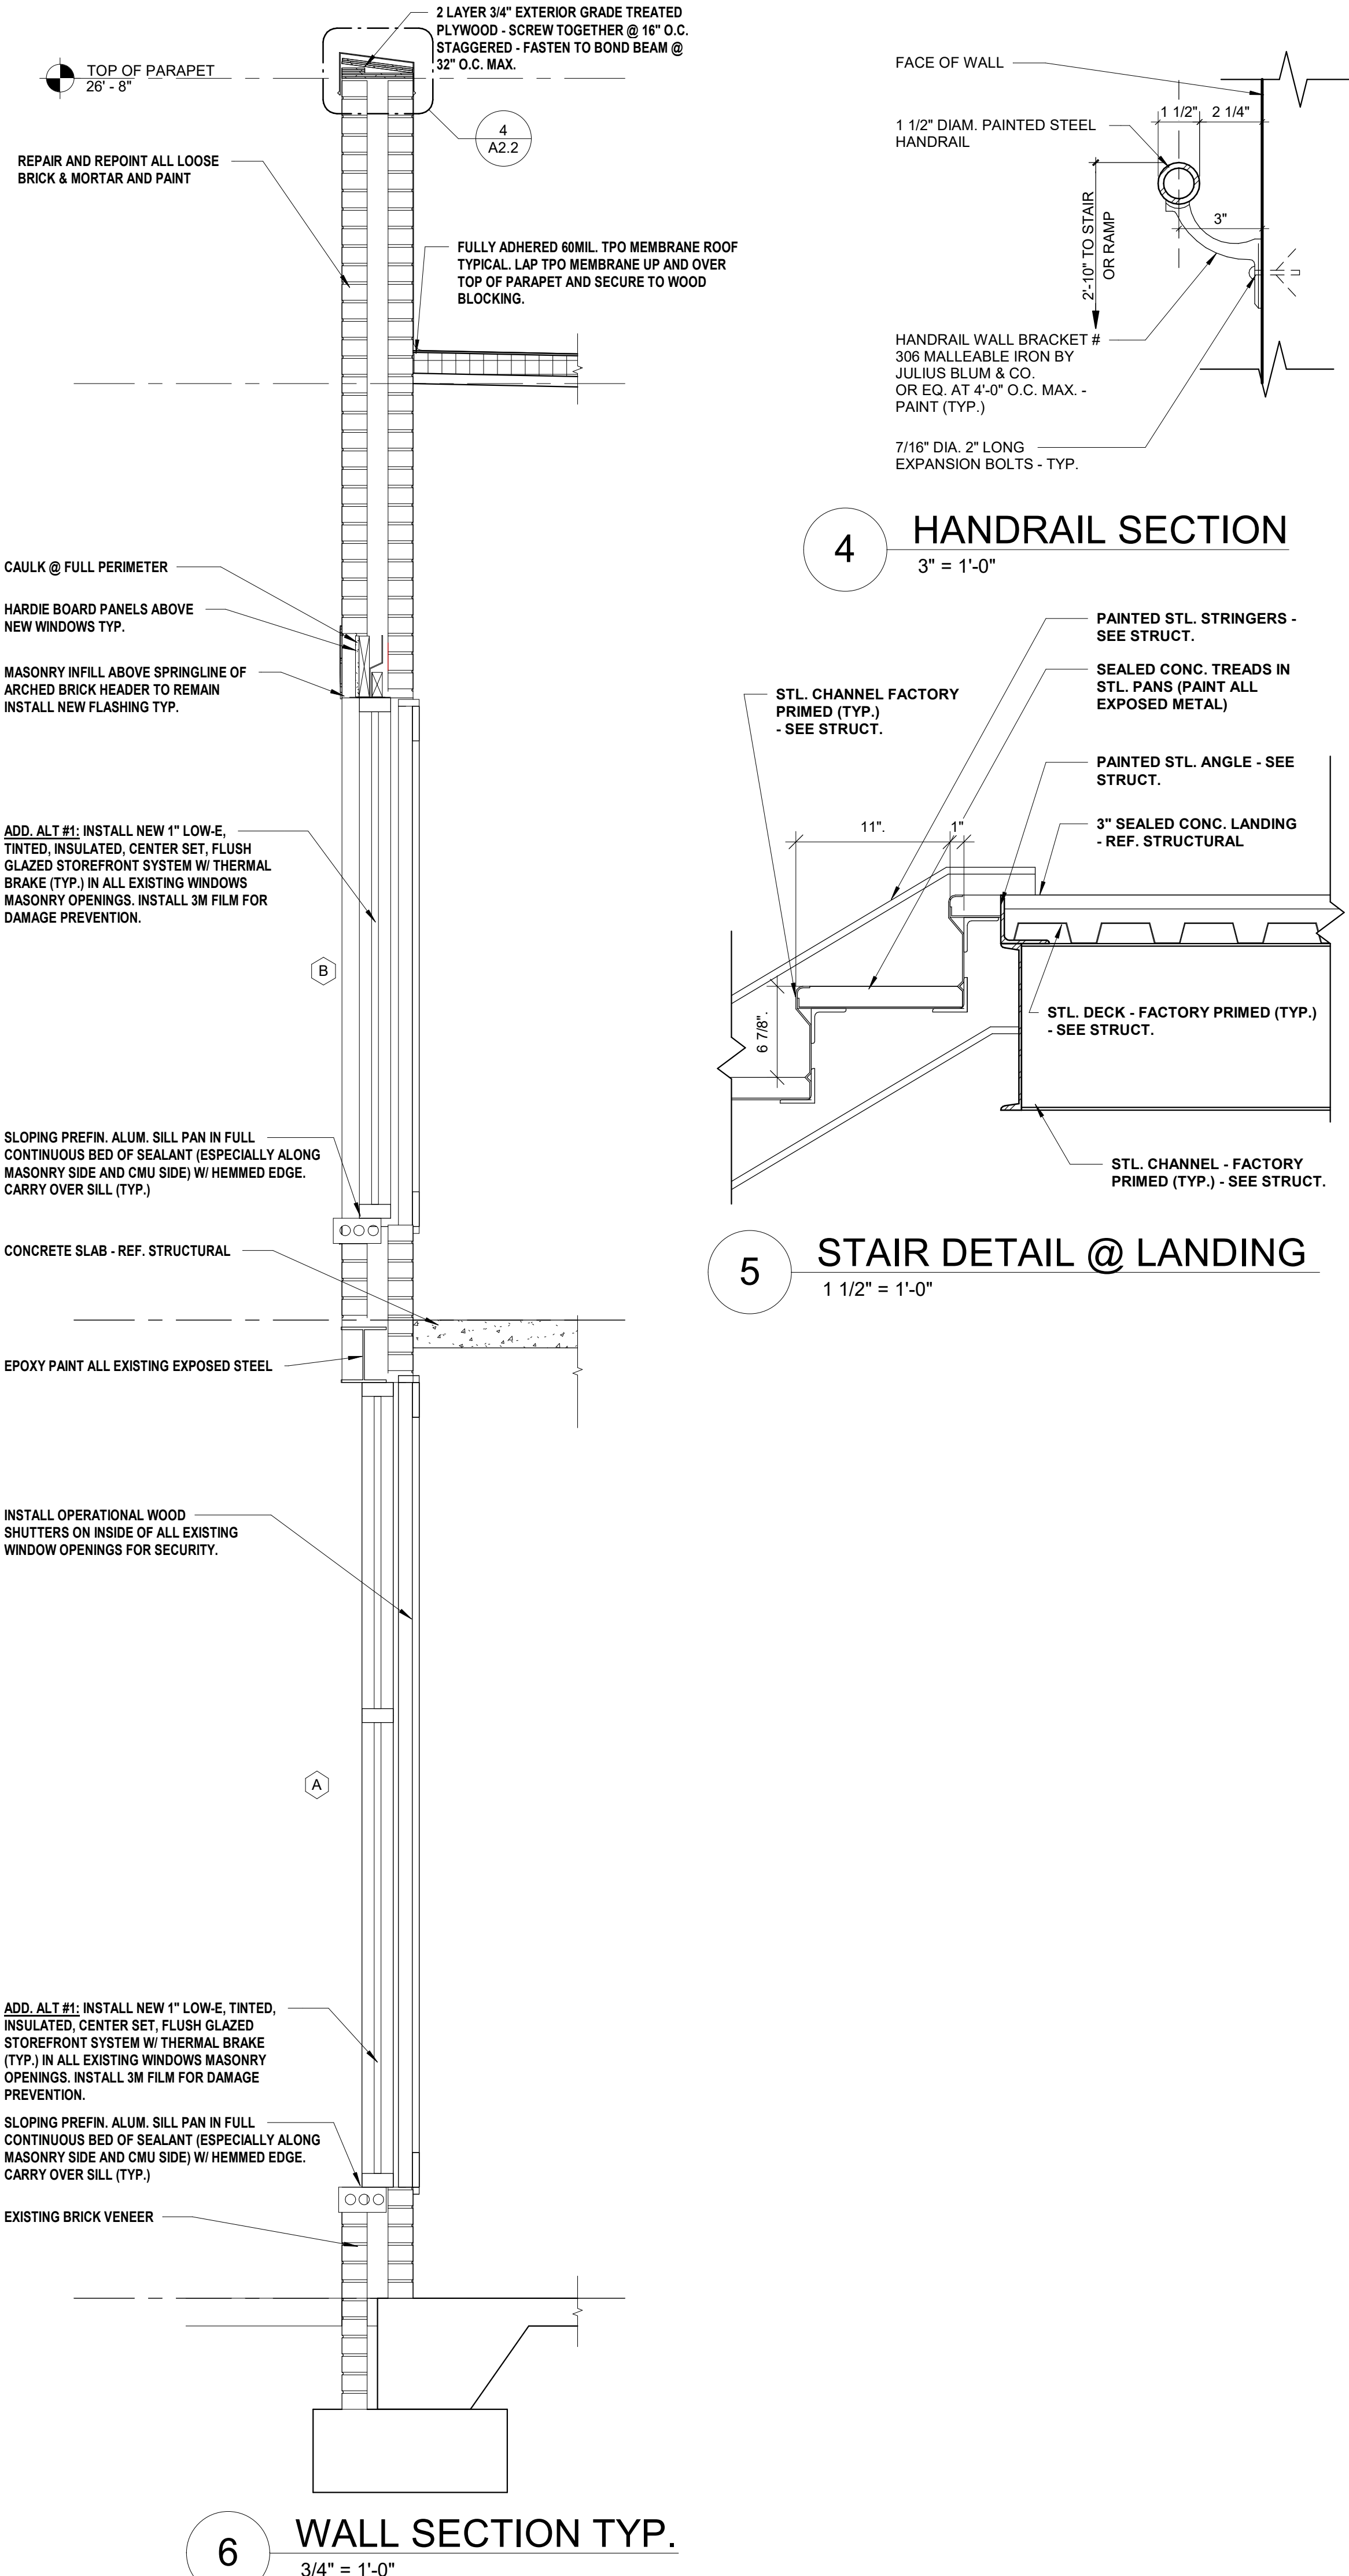 2 LAYER 3/4" EXTERIOR GRADE TREATED
PLYWOOD - SCREW TOGETHER @ 16" O.C.
STAGGERED - FASTEN TO BOND BEAM @
32" O.C. MAX.
TOP OF PARAPET
26' - 8"
4
A2.2
REPAIR AND REPOINT ALL LOOSE
BRICK & MORTAR AND PAINT
FULLY ADHERED 60MIL. TPO MEMBRANE ROOF
TYPICAL. LAP TPO MEMBRANE UP AND OVER
TOP OF PARAPET AND SECURE TO WOOD
BLOCKING.
CAULK @ FULL PERIMETER
HARDIE BOARD PANELS ABOVE
NEW WINDOWS TYP.
MASONRY INFILL ABOVE SPRINGLINE OF
ARCHED BRICK HEADER TO REMAIN
INSTALL NEW FLASHING TYP.
ADD. ALT #1: INSTALL NEW 1" LOW-E,
TINTED, INSULATED, CENTER SET, FLUSH
GLAZED STOREFRONT SYSTEM W/ THERMAL
BRAKE (TYP.) IN ALL EXISTING WINDOWS
MASONRY OPENINGS. INSTALL 3M FILM FOR
DAMAGE PREVENTION.
B
SLOPING PREFIN. ALUM. SILL PAN IN FULL
CONTINUOUS BED OF SEALANT (ESPECIALLY ALONG
MASONRY SIDE AND CMU SIDE) W/ HEMMED EDGE.
CARRY OVER SILL (TYP.)
CONCRETE SLAB - REF. STRUCTURAL
EPOXY PAINT ALL EXISTING EXPOSED STEEL
INSTALL OPERATIONAL WOOD
SHUTTERS ON INSIDE OF ALL EXISTING
WINDOW OPENINGS FOR SECURITY.
A
ADD. ALT #1: INSTALL NEW 1" LOW-E, TINTED,
INSULATED, CENTER SET, FLUSH GLAZED
STOREFRONT SYSTEM W/ THERMAL BRAKE
(TYP.) IN ALL EXISTING WINDOWS MASONRY
OPENINGS. INSTALL 3M FILM FOR DAMAGE
PREVENTION.
SLOPING PREFIN. ALUM. SILL PAN IN FULL
CONTINUOUS BED OF SEALANT (ESPECIALLY ALONG
MASONRY SIDE AND CMU SIDE) W/ HEMMED EDGE.
CARRY OVER SILL (TYP.)
EXISTING BRICK VENEER
6
WALL SECTION TYP.
3/4" = 1'-0"
FACE OF WALL
1 1/2"
2 1/4"
1 1/2" DIAM. PAINTED STEEL
HANDRAIL
3"
2'-10" TO STAIR
OR RAMP
HANDRAIL WALL BRACKET #
306 MALLEABLE IRON BY
JULIUS BLUM & CO.
OR EQ. AT 4'-0" O.C. MAX. -
PAINT (TYP.)
7/16" DIA. 2" LONG
EXPANSION BOLTS - TYP.
4
HANDRAIL SECTION
3" = 1'-0"
PAINTED STL. STRINGERS -
SEE STRUCT.
SEALED CONC. TREADS IN
STL. PANS (PAINT ALL
EXPOSED METAL)
STL. CHANNEL FACTORY
PRIMED (TYP.)
- SEE STRUCT.
PAINTED STL. ANGLE - SEE
STRUCT.
3" SEALED CONC. LANDING
- REF. STRUCTURAL
11".
1"
6 7/8".
STL. DECK - FACTORY PRIMED (TYP.)
- SEE STRUCT.
STL. CHANNEL - FACTORY
PRIMED (TYP.) - SEE STRUCT.
5
STAIR DETAIL @ LANDING
1 1/2" = 1'-0"